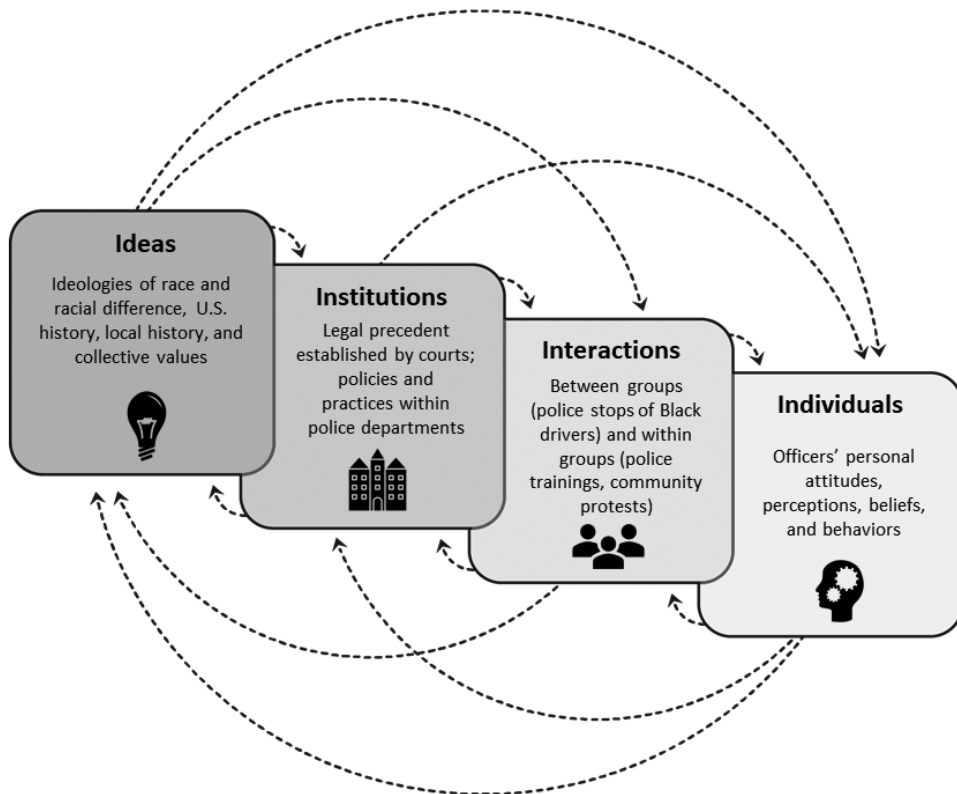 Ideas
Ideologies of race and
racial difference, U.S.
history, local history, and
collective values
Institutions
Legal precedent
established by courts;
policies and
practices within
police departments
Interactions
Between groups
(police stops of Black
drivers) and within
groups (police
trainings, community
protests)
Individuals
Officers' personal
attitudes,
perceptions, beliefs,
and behaviors